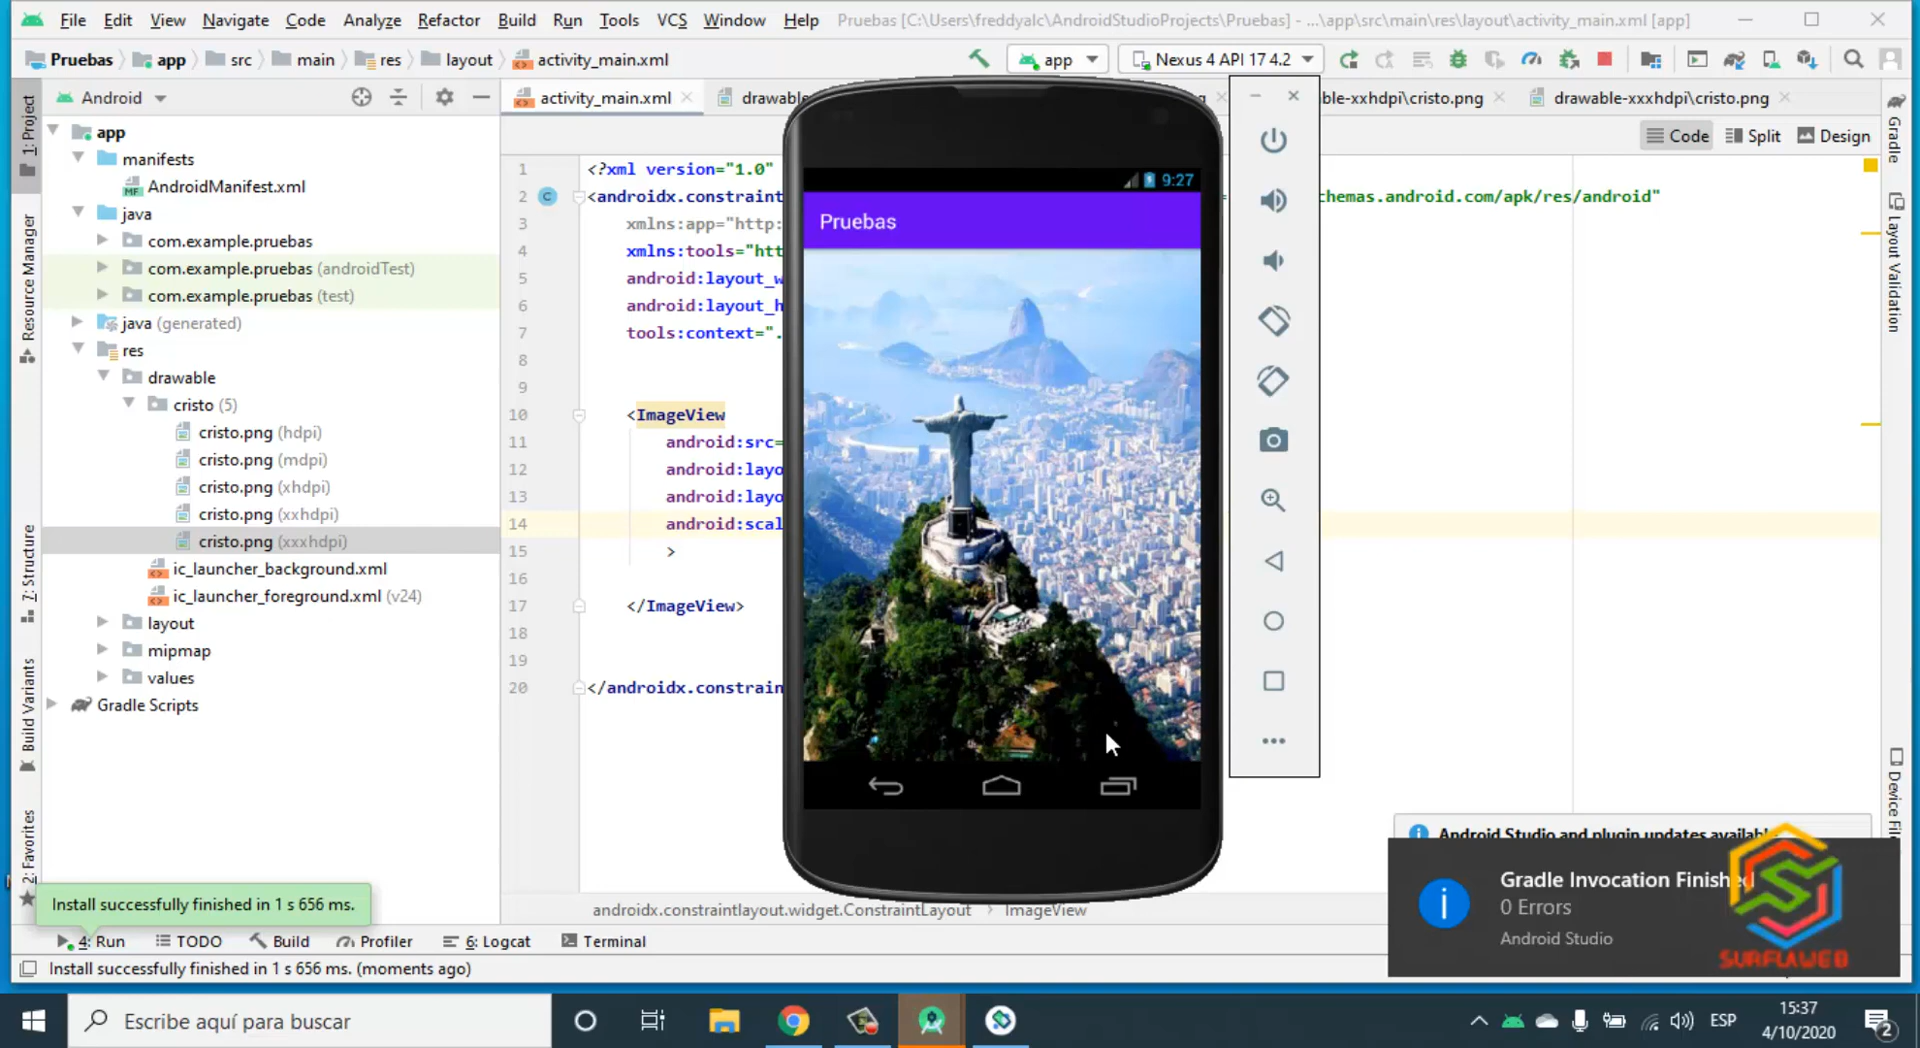 File Edit View Navigate Code Analyze Refactor Build Run Tools VCS Window Help Pruebas [C:\Users\freddyalc\AndroidStudioProjects\Pruebas] - ...\app\src\main\res\layout\activity_main.xml [app]
Pruebas app src main res layout activity_main.xml app Nexus 4 API 17 4.2
1: Project
Resource Manager
7: Structure
Build Variants
2: Favorites
Android
app
manifests
AndroidManifest.xml
java
com.example.pruebas
com.example.pruebas (androidTest)
com.example.pruebas (test)
java (generated)
res
drawable
cristo (5)
cristo.png (hdpi)
cristo.png (mdpi)
cristo.png (xhdpi)
cristo.png (xxhdpi)
cristo.png (xxxhdpi)
ic_launcher_background.xml
ic_launcher_foreground.xml (v24)
layout
mipmap
values
Gradle Scripts
activity_main.xml drawable ble-xxhdpi\cristo.png drawable-xxxhdpi\cristo.png
Code Split Design
1 <?xml version="1.0"
2 <androidx.constraint chemas.android.com/apk/res/android"
3 xmlns:app="http:
4 xmlns:tools="htt
5 android:layout_w
6 android:layout_h
7 tools:context=".
8
9
10 <ImageView
11 android:src=
12 android:layo
13 android:layo
14 android:scal
15 >
16
17 </ImageView>
18
19
20 </androidx.constrain
9:27
Pruebas
Gradle
Layout Validation
androidx.constraintlayout.widget.ConstraintLayout ImageView
Install successfully finished in 1 s 656 ms.
4: Run TODO Build Profiler 6: Logcat Terminal
Install successfully finished in 1 s 656 ms. (moments ago)
Android Studio and plugin updates availabl
Gradle Invocation Finished
0 Errors
Android Studio
SURFLAWEB
Escribe aquí para buscar
ESP
15:37
4/10/2020
2